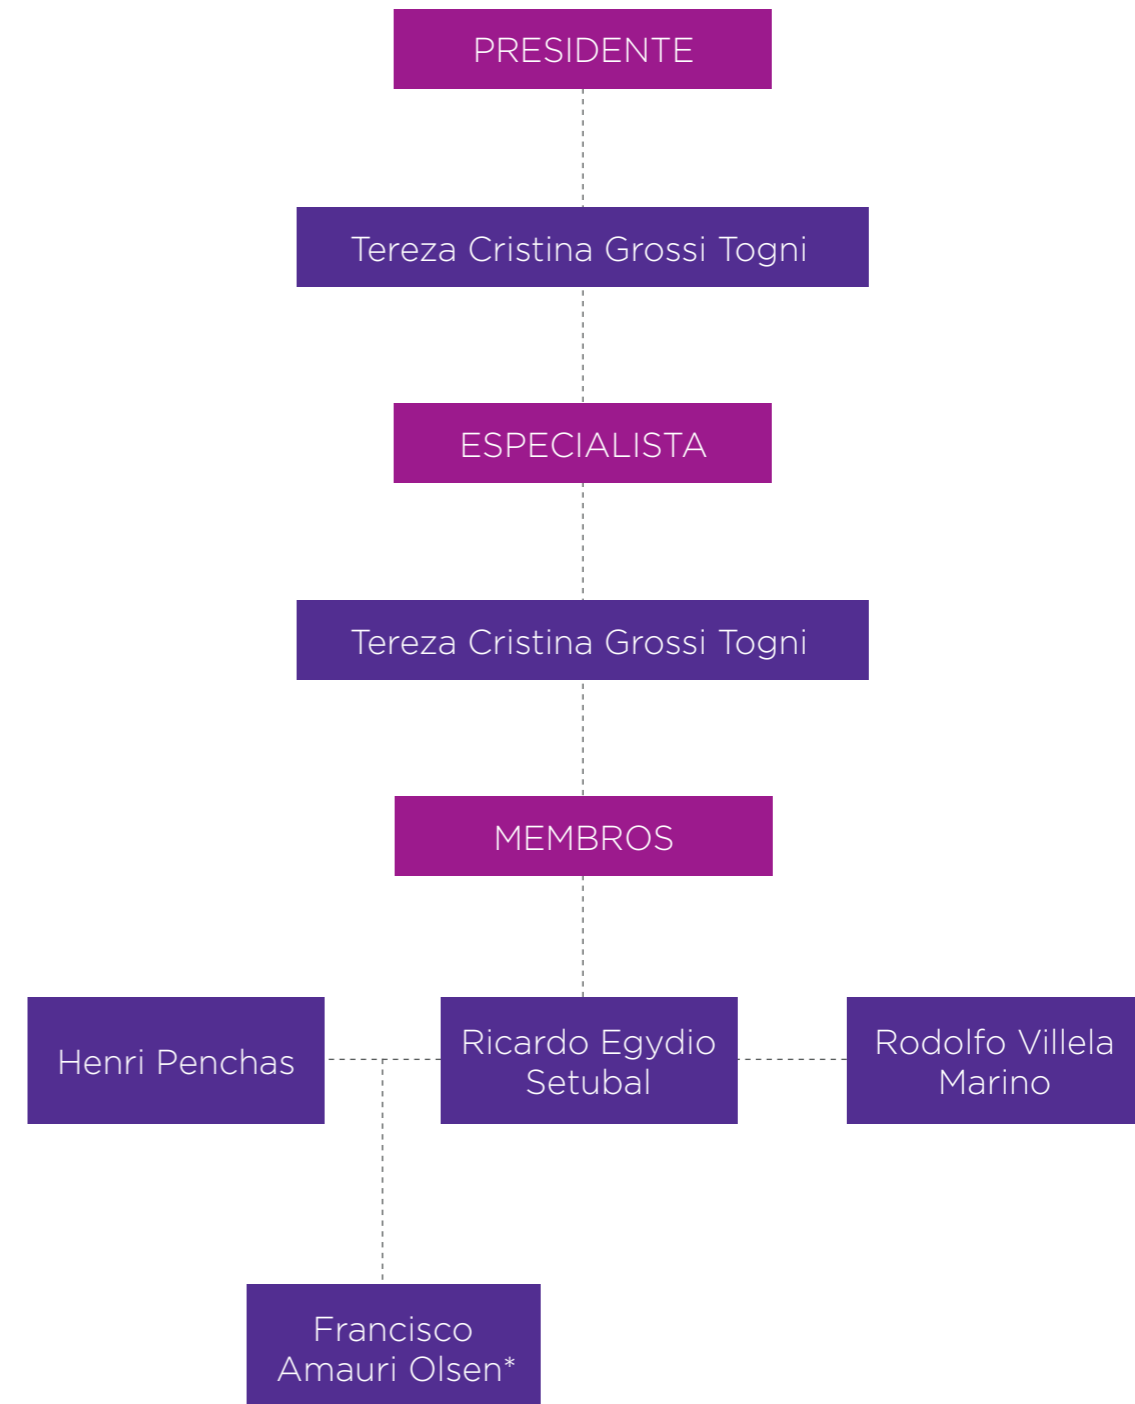 PRESIDENTE
Tereza Cristina Grossi Togni
ESPECIALISTA
Tereza Cristina Grossi Togni
MEMBROS
Henri Penchas
Ricardo Egydio
Setubal
Rodolfo Villela
Marino
Francisco
Amauri Olsen*